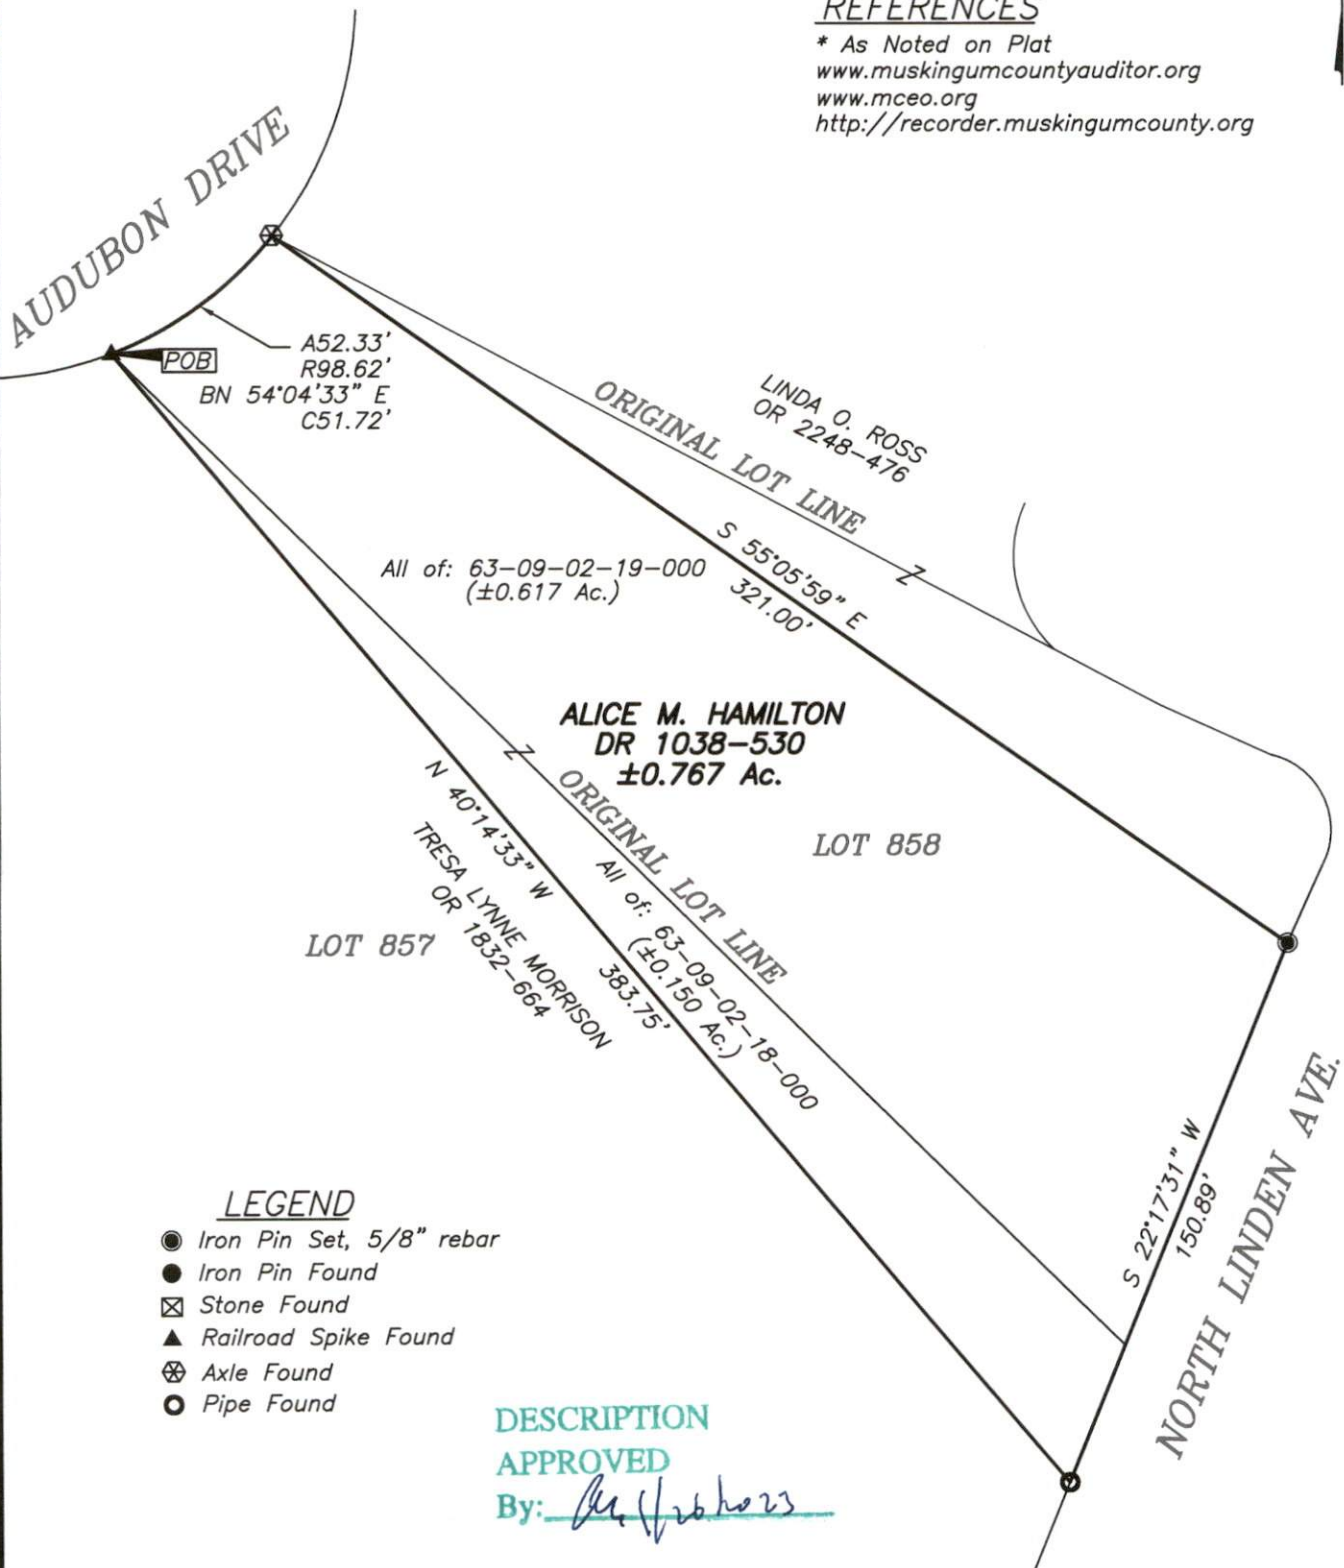 REFERENCES
* As Noted on Plat
www.muskingumcountyauditor.org
www.mceo.org
http://recorder.muskingumcounty.org
AUDUBON DRIVE
POB
A52.33'
R98.62'
BN 54°04'33" E
C51.72'
LINDA O. ROSS
OR 2248-476
ORIGINAL LOT LINE
Z
S 55°05'59" E
321.00'
All of: 63-09-02-19-000
(±0.617 Ac.)
ALICE M. HAMILTON
DR 1038-530
±0.767 Ac.
Z
ORIGINAL LOT LINE
LOT 858
N 40°14'33" W
383.75'
TRESA LYNNE MORRISON
OR 1832-664
All of: 63-09-02-18-000
(±0.150 Ac.)
LOT 857
S 22°17'31" W
150.89'
NORTH LINDEN AVE.
LEGEND
Iron Pin Set, 5/8" rebar
Iron Pin Found
Stone Found
Railroad Spike Found
Axle Found
Pipe Found
DESCRIPTION
APPROVED
By: